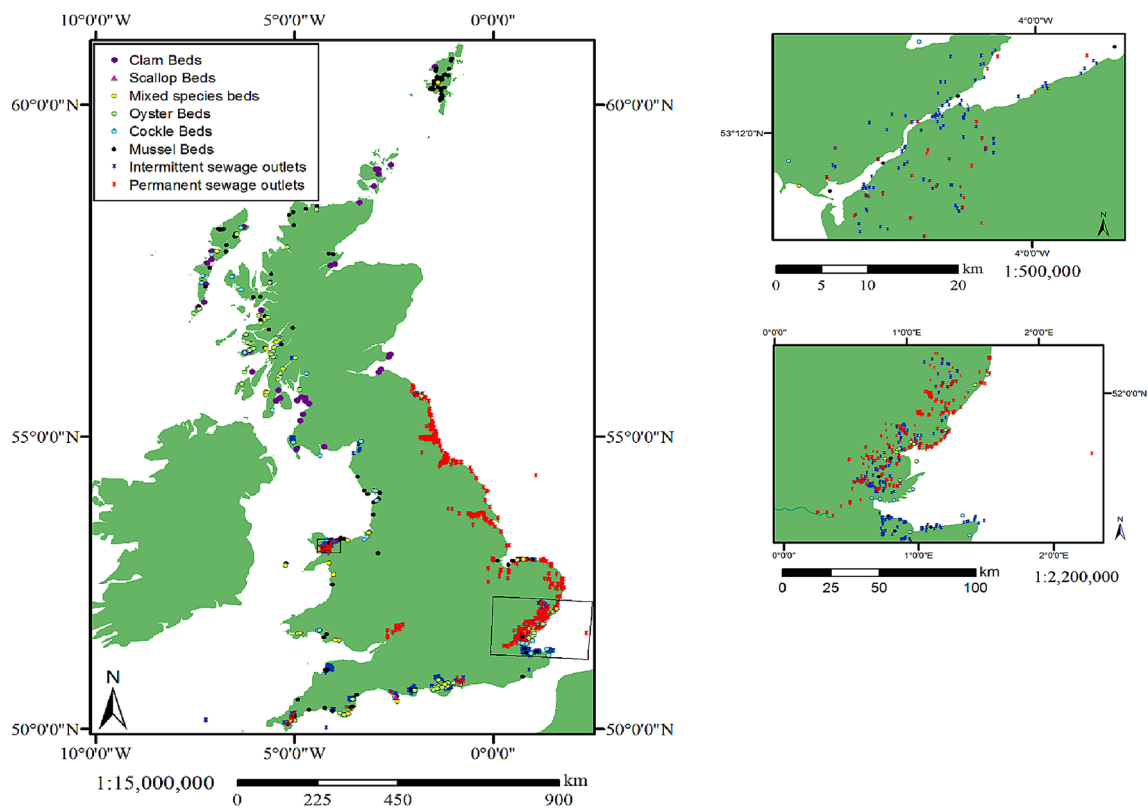 10°0'0"W 5°0'0"W 0°0'0"
Clam Beds
Scallop Beds
Mixed species beds
Oyster Beds
Cockle Beds
Mussel Beds
Intermittent sewage outlets
Permanent sewage outlets
60°0'0"N 60°0'0"N
55°0'0"N 55°0'0"N
50°0'0"N 50°0'0"N
N
10°0'0"W 5°0'0"W 0°0'0"
1:15,000,000
km
0 225 450 900
4°0'0"W
53°12'0"N
N
4°0'0"W
km
1:500,000
0 5 10 20
0°0'0" 1°0'0"E 2°0'0"E
52°0'0"N
N
0°0'0" 1°0'0"E 2°0'0"E
km
1:2,200,000
0 25 50 100